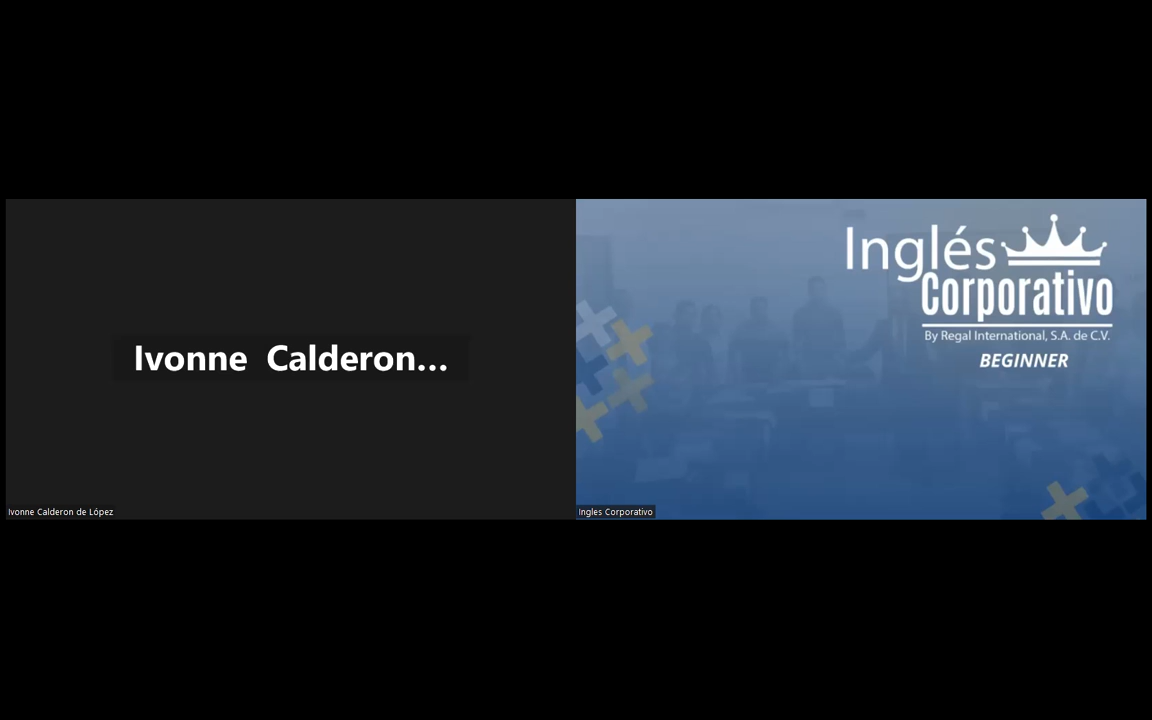 Ivonne Calderon...
Ivonne Calderon de López
Inglés
Corporativo
By Regal International, S.A. de C.V.
BEGINNER
Ingles Corporativo